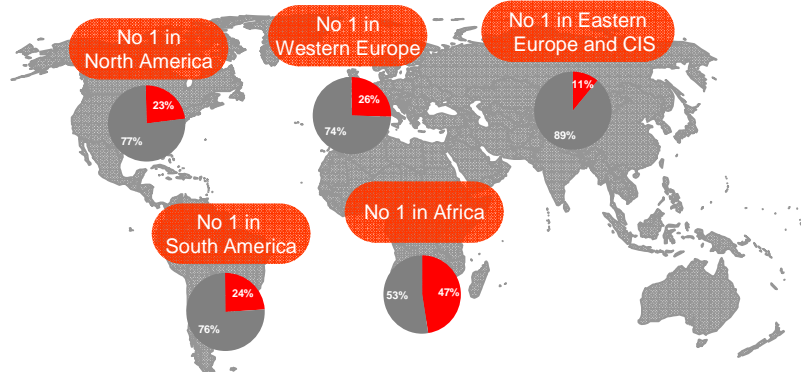 No 1 in
North America
23%
77%
No 1 in
Western Europe
26%
74%
No 1 in Eastern
Europe and CIS
11%
89%
No 1 in
South America
24%
76%
No 1 in Africa
53%
47%